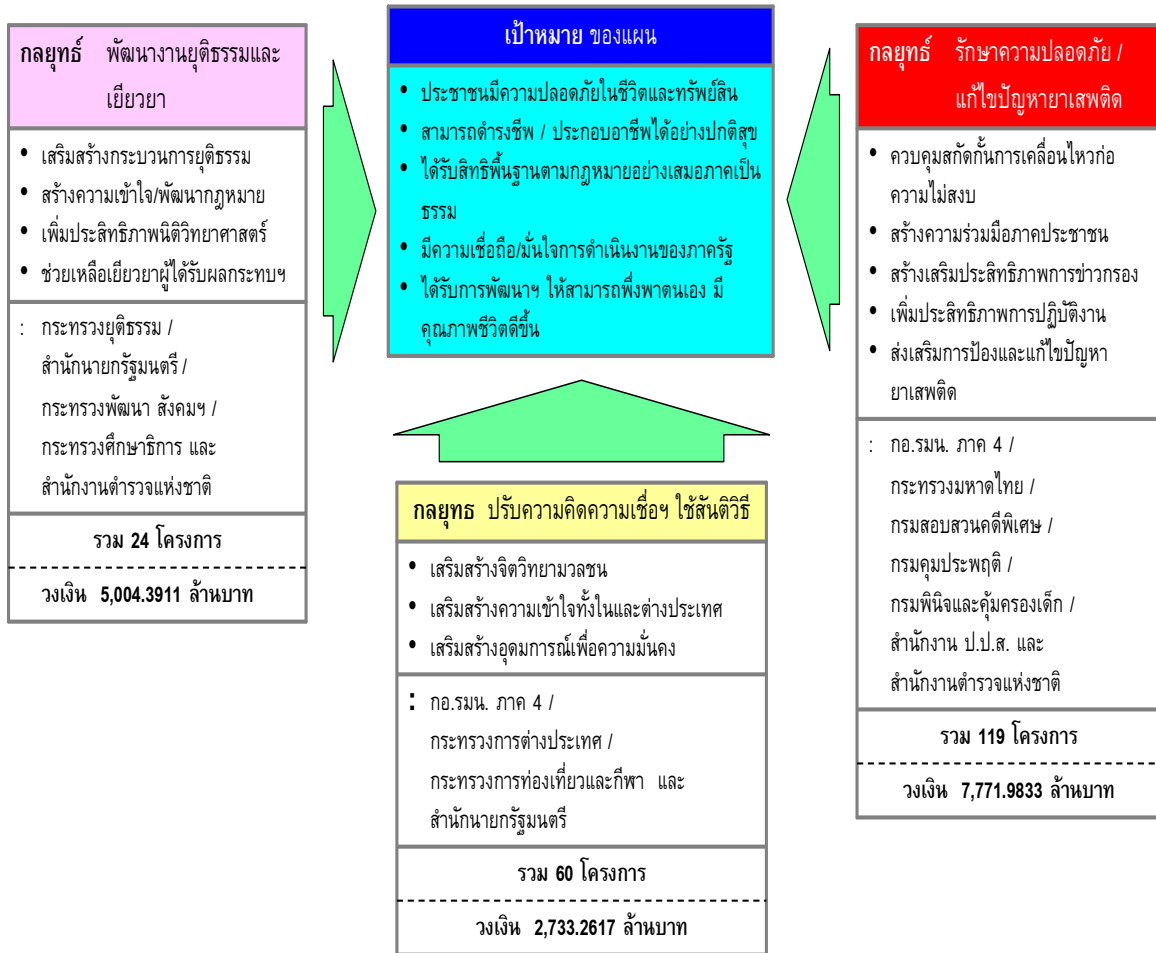 กลยุทธ์ พัฒนางานยุติธรรมและ
เยียวยา
• เสริมสร้างกระบวนการยุติธรรม
• สร้างความเข้าใจ/พัฒนากฎหมาย
• เพิ่มประสิทธิภาพนิติวิทยาศาสตร์
• ช่วยเหลือเยียวยาผู้ได้รับผลกระทบฯ
: กระทรวงยุติธรรม /
สำนักนายกรัฐมนตรี /
กระทรวงพัฒนา สังคมฯ /
กระทรวงศึกษาธิการ และ
สำนักงานตำรวจแห่งชาติ
รวม 24 โครงการ
วงเงิน 5,004.3911 ล้านบาท
เป้าหมาย ของแผน
• ประชาชนมีความปลอดภัยในชีวิตและทรัพย์สิน
• สามารถดำรงชีพ / ประกอบอาชีพได้อย่างปกติสุข
• ได้รับสิทธิพื้นฐานตามกฎหมายอย่างเสมอภาคเป็น
ธรรม
• มีความเชื่อถือ/มั่นใจการดำเนินงานของภาครัฐ
• ได้รับการพัฒนาฯ ให้สามารถพึ่งพาตนเอง มี
คุณภาพชีวิตดีขึ้น
กลยุทธ ปรับความคิดความเชื่อฯ ใช้สันติวิธี
• เสริมสร้างจิตวิทยามวลชน
• เสริมสร้างความเข้าใจทั้งในและต่างประเทศ
• เสริมสร้างอุดมการณ์เพื่อความมั่นคง
: กอ.รมน. ภาค 4 /
กระทรวงการต่างประเทศ /
กระทรวงการท่องเที่ยวและกีฬา และ
สำนักนายกรัฐมนตรี
รวม 60 โครงการ
วงเงิน 2,733.2617 ล้านบาท
กลยุทธ์ รักษาความปลอดภัย /
แก้ไขปัญหายาเสพติด
• ควบคุมสกัดกั้นการเคลื่อนไหวก่อ
ความไม่สงบ
• สร้างความร่วมมือภาคประชาชน
• สร้างเสริมประสิทธิภาพการข่าวกรอง
• เพิ่มประสิทธิภาพการปฏิบัติงาน
• ส่งเสริมการป้องและแก้ไขปัญหา
ยาเสพติด
: กอ.รมน. ภาค 4 /
กระทรวงมหาดไทย /
กรมสอบสวนคดีพิเศษ /
กรมคุมประพฤติ /
กรมพินิจและคุ้มครองเด็ก /
สำนักงาน ป.ป.ส. และ
สำนักงานตำรวจแห่งชาติ
รวม 119 โครงการ
วงเงิน 7,771.9833 ล้านบาท